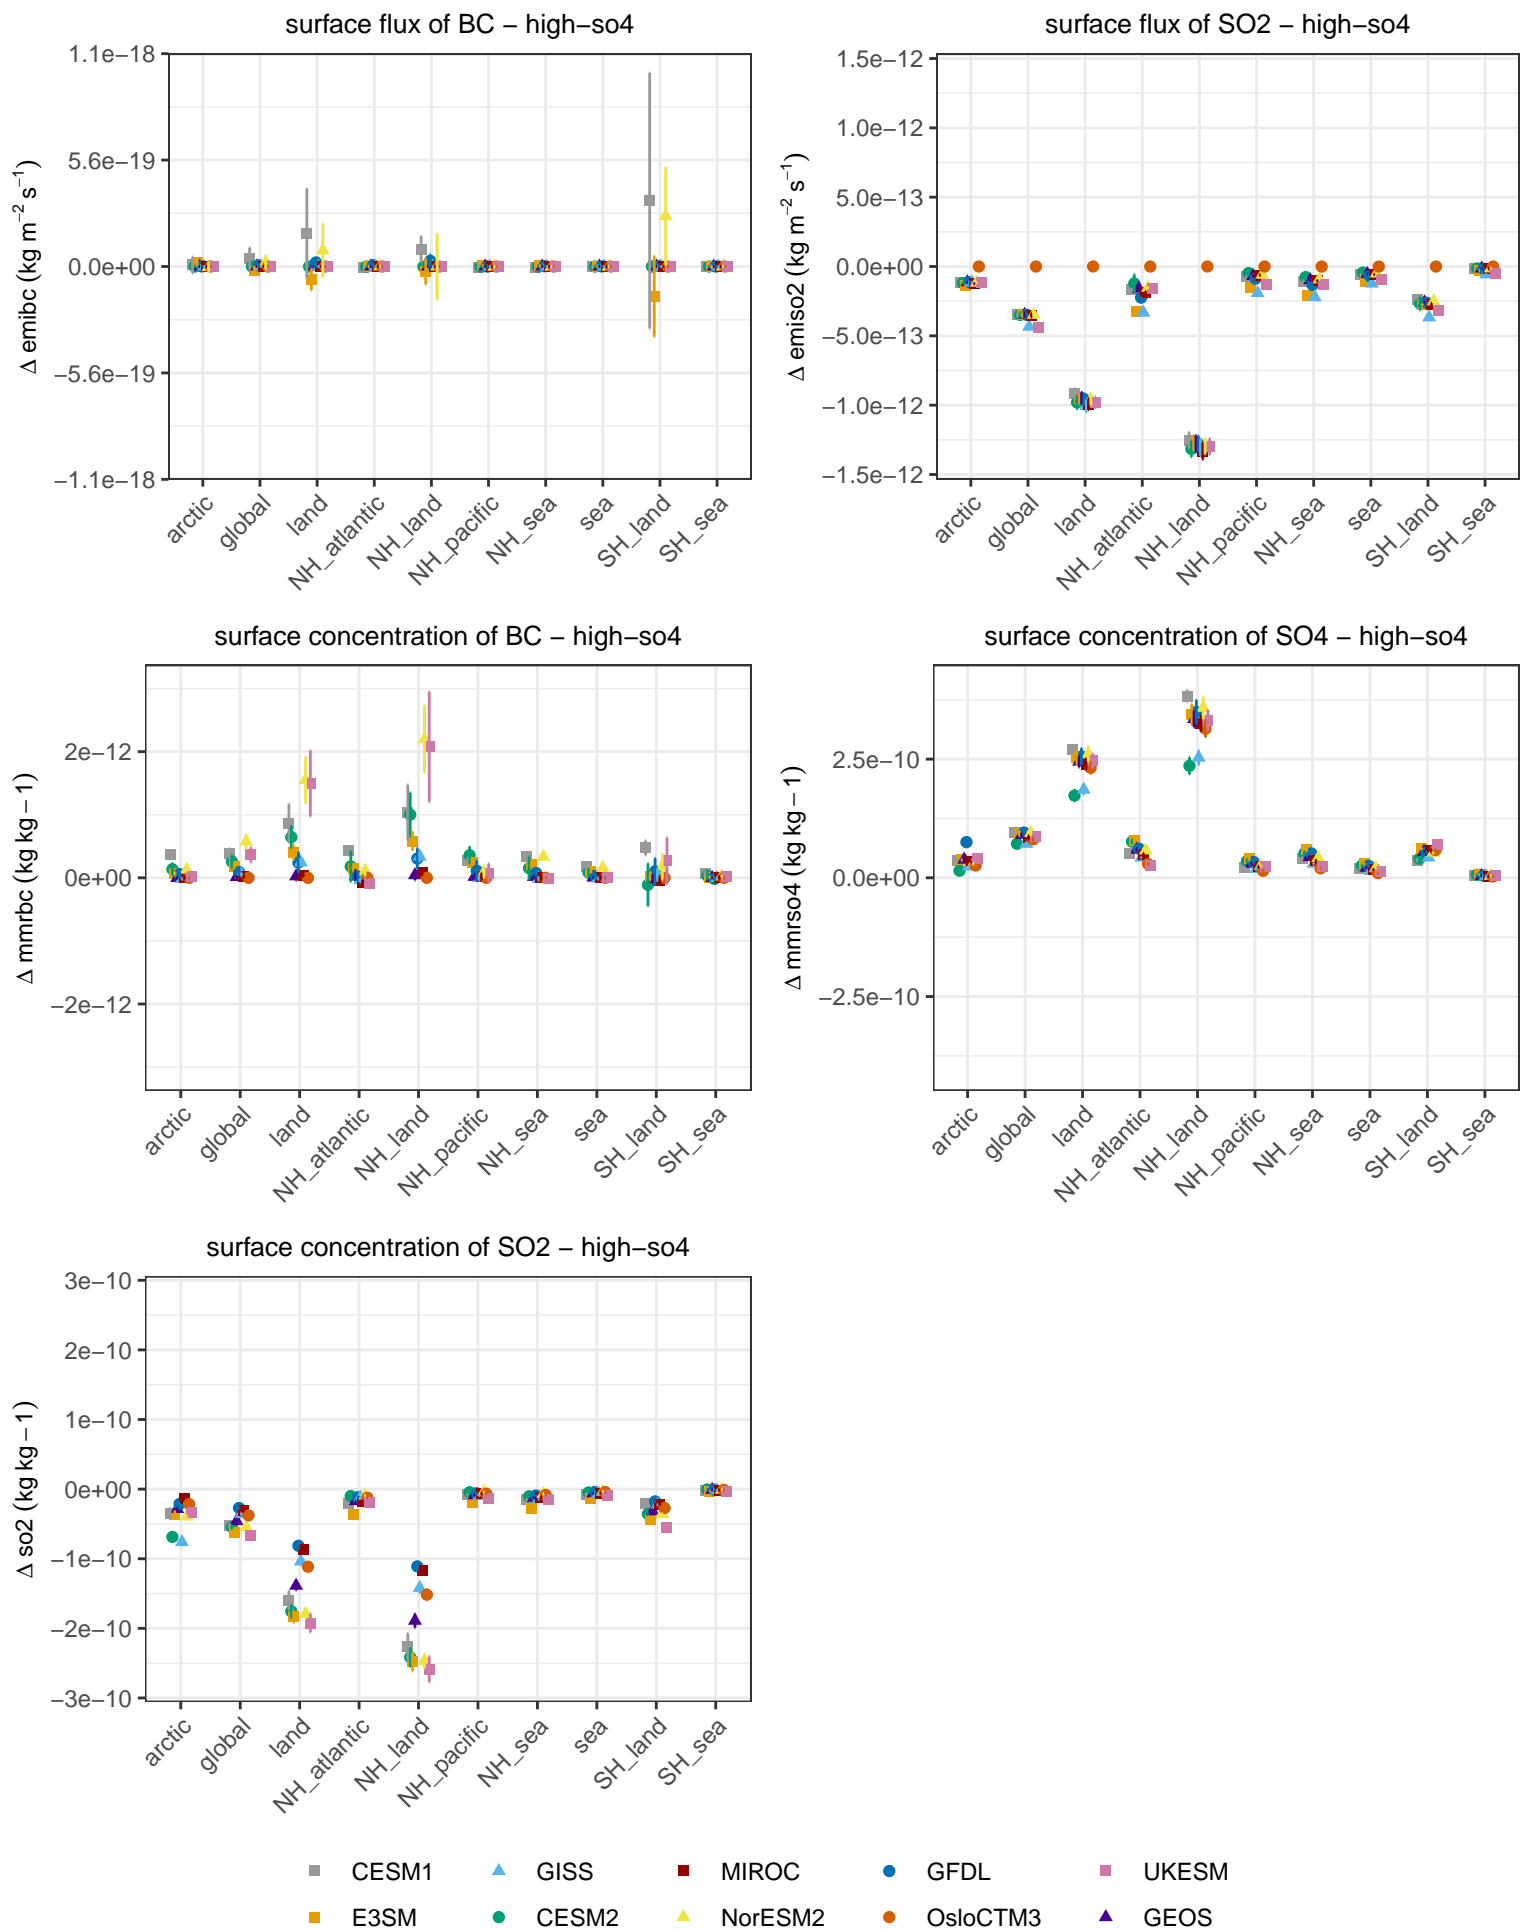 surface flux of BC − high−so4
Δ emibc (kg m−2 s−1)
1.1e−18
5.6e−19
0.0e+00
−5.6e−19
−1.1e−18
arctic
global
land
NH_atlantic
NH_land
NH_pacific
NH_sea
sea
SH_land
SH_sea
surface flux of SO2 − high−so4
Δ emiso2 (kg m−2 s−1)
1.5e−12
1.0e−12
5.0e−13
0.0e+00
−5.0e−13
−1.0e−12
−1.5e−12
arctic
global
land
NH_atlantic
NH_land
NH_pacific
NH_sea
sea
SH_land
SH_sea
surface concentration of BC − high−so4
Δ mmrbc (kg kg − 1)
2e−12
0e+00
−2e−12
arctic
global
land
NH_atlantic
NH_land
NH_pacific
NH_sea
sea
SH_land
SH_sea
surface concentration of SO4 − high−so4
Δ mmrso4 (kg kg − 1)
2.5e−10
0.0e+00
−2.5e−10
arctic
global
land
NH_atlantic
NH_land
NH_pacific
NH_sea
sea
SH_land
SH_sea
surface concentration of SO2 − high−so4
Δ so2 (kg kg − 1)
3e−10
2e−10
1e−10
0e+00
−1e−10
−2e−10
−3e−10
arctic
global
land
NH_atlantic
NH_land
NH_pacific
NH_sea
sea
SH_land
SH_sea
CESM1 GISS MIROC GFDL UKESM
E3SM CESM2 NorESM2 OsloCTM3 GEOS